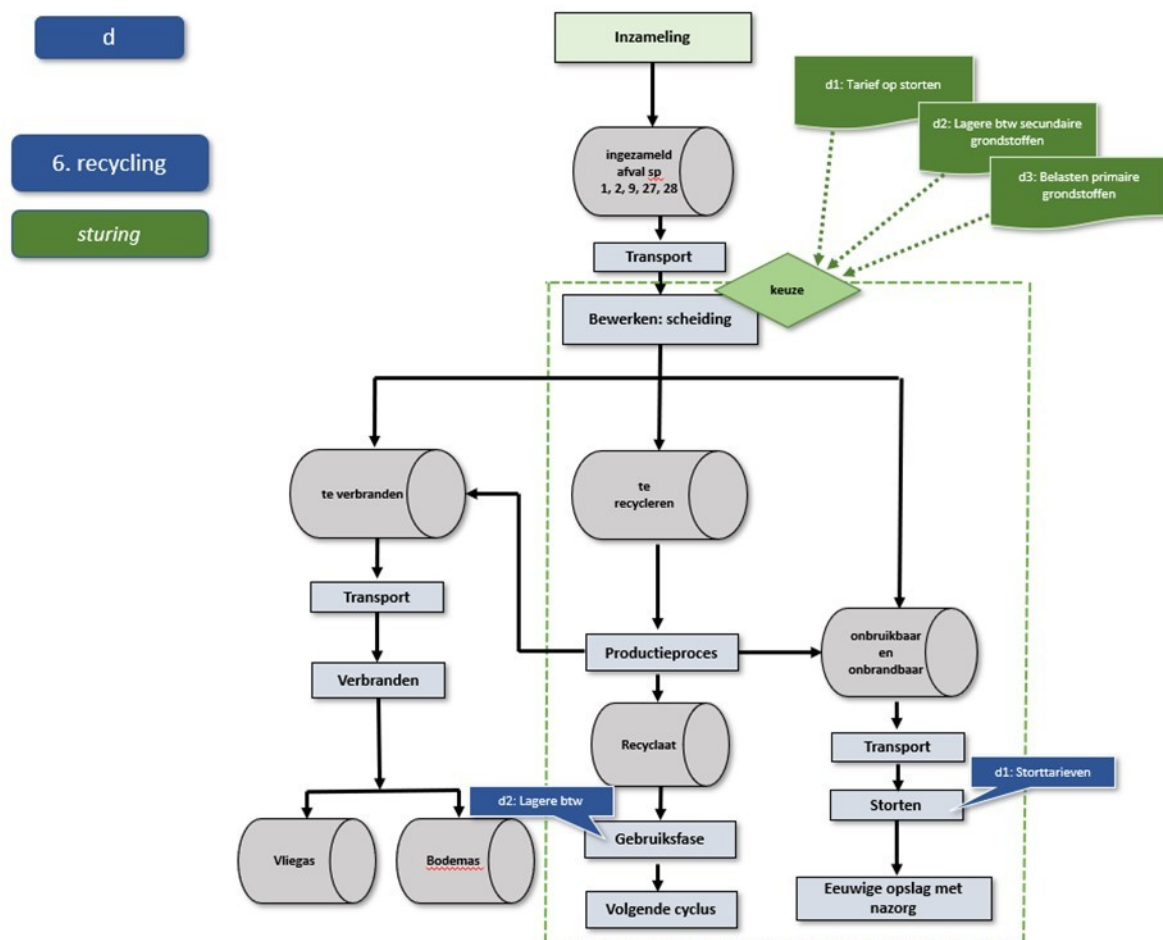 d
6. recycling
sturing
Inzameling
d1: Tarief op storten
d2: Lagere btw secundaire
grondstoffen
d3: Belasten primaire
grondstoffen
ingezameld
afval sp
1, 2, 9, 27, 28
Transport
keuze
Bewerken: scheiding
te verbranden
te
recycleren
Transport
onbruikbaar
en
onbrandbaar
Productieproces
Verbranden
Recyclaat
Transport
d1: Storttarieven
d2: Lagere btw
Storten
Gebruiksfase
Vliegas
Bodemas
Eeuwige opslag met
nazorg
Volgende cyclus